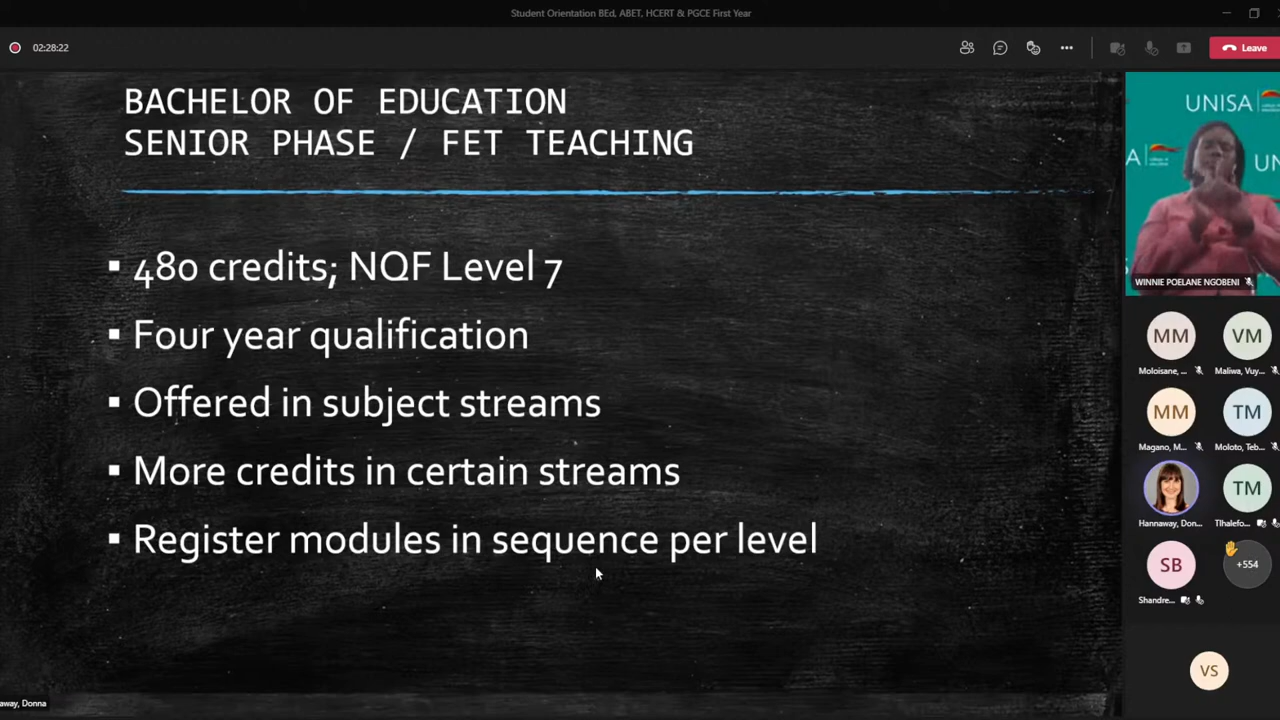 Student Orientation BEd, ABET, HCERT & PGCE First Year
02:28:22
Leave
BACHELOR OF EDUCATION
SENIOR PHASE / FET TEACHING
▪ 480 credits; NQF Level 7
▪ Four year qualification
▪ Offered in subject streams
▪ More credits in certain streams
▪ Register modules in sequence per level
UNISA
UN
WINNIE POELANE NGOBENI
MM
VM
Moloisane, ...
Maliwa, Vuy...
MM
TM
Magano, M...
Moloto, Teb...
TM
Hannaway, Don...
Tlhalefo...
SB
+554
Shandre...
VS
away, Donna